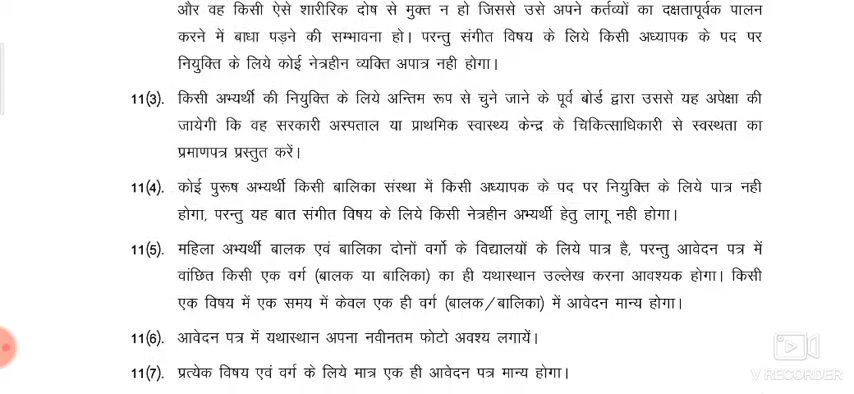 और वह किसी ऐसे शारीरिक दोष से मुक्त न हो जिससे उसे अपने कर्तव्यों का दक्षतापूर्वक पालन
करने में बाधा पड़ने की सम्भावना हो। परन्तु संगीत विषय के लिये किसी अध्यापक के पद पर
नियुक्ति के लिये कोई नेत्रहीन व्यक्ति अपात्र नही होगा।
11(3). किसी अभ्यर्थी की नियुक्ति के लिये अन्तिम रूप से चुने जाने के पूर्व बोर्ड द्वारा उससे यह अपेक्षा की
जायेगी कि वह सरकारी अस्पताल या प्राथमिक स्वास्थ्य केन्द्र के चिकित्साधिकारी से स्वस्थता का
प्रमाणपत्र प्रस्तुत करें।
11(4). कोई पुरूष अभ्यर्थी किसी बालिका संस्था में किसी अध्यापक के पद पर नियुक्ति के लिये पात्र नही
होगा, परन्तु यह बात संगीत विषय के लिये किसी नेत्रहीन अभ्यर्थी हेतु लागू नही होगा।
11(5). महिला अभ्यर्थी बालक एवं बालिका दोनों वर्गो के विद्यालयों के लिये पात्र है, परन्तु आवेदन पत्र में
वांछित किसी एक वर्ग (बालक या बालिका) का ही यथास्थान उल्लेख करना आवश्यक होगा। किसी
एक विषय में एक समय में केवल एक ही वर्ग (बालक/बालिका) में आवेदन मान्य होगा।
11(6). आवेदन पत्र में यथास्थान अपना नवीनतम फोटो अवश्य लगायें।
11(7). प्रत्येक विषय एवं वर्ग के लिये मात्र एक ही आवेदन पत्र मान्य होगा।
V RECORDER